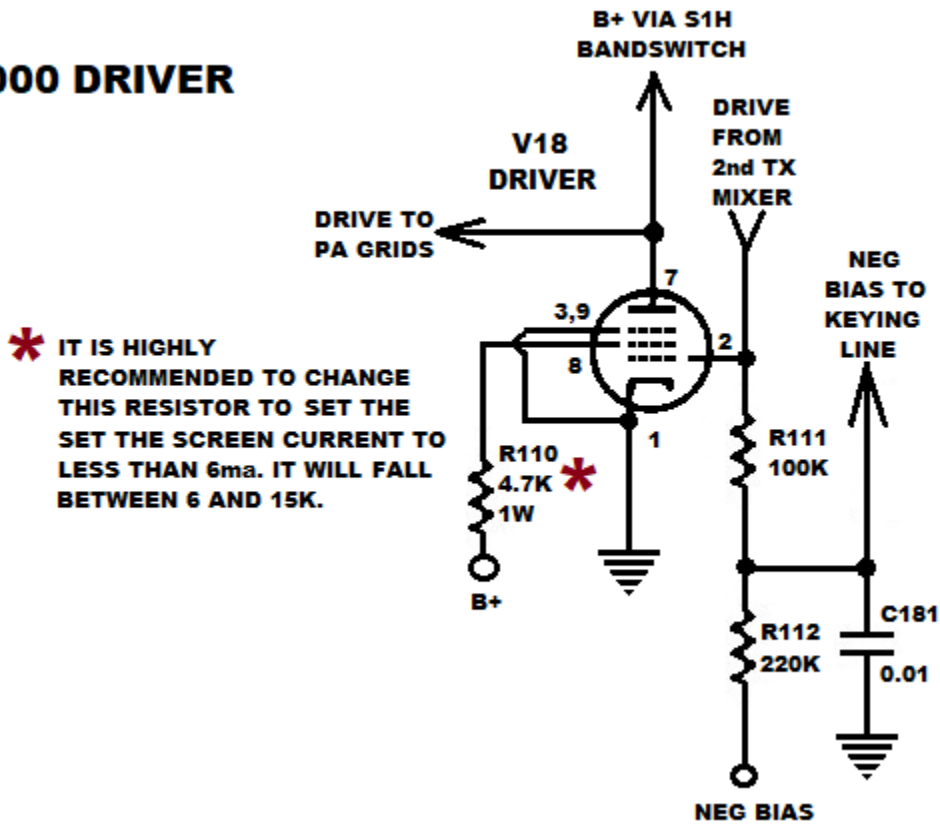 000 DRIVER
B+ VIA S1H
BANDSWITCH
DRIVE
FROM
2nd TX
MIXER
V18
DRIVER
DRIVE TO
PA GRIDS
NEG
BIAS TO
KEYING
LINE
7
3,9
8
2
1
* IT IS HIGHLY
RECOMMENDED TO CHANGE
THIS RESISTOR TO SET THE
SET THE SCREEN CURRENT TO
LESS THAN 6ma. IT WILL FALL
BETWEEN 6 AND 15K.
R110
4.7K *
1W
B+
R111
100K
R112
220K
C181
0.01
NEG BIAS